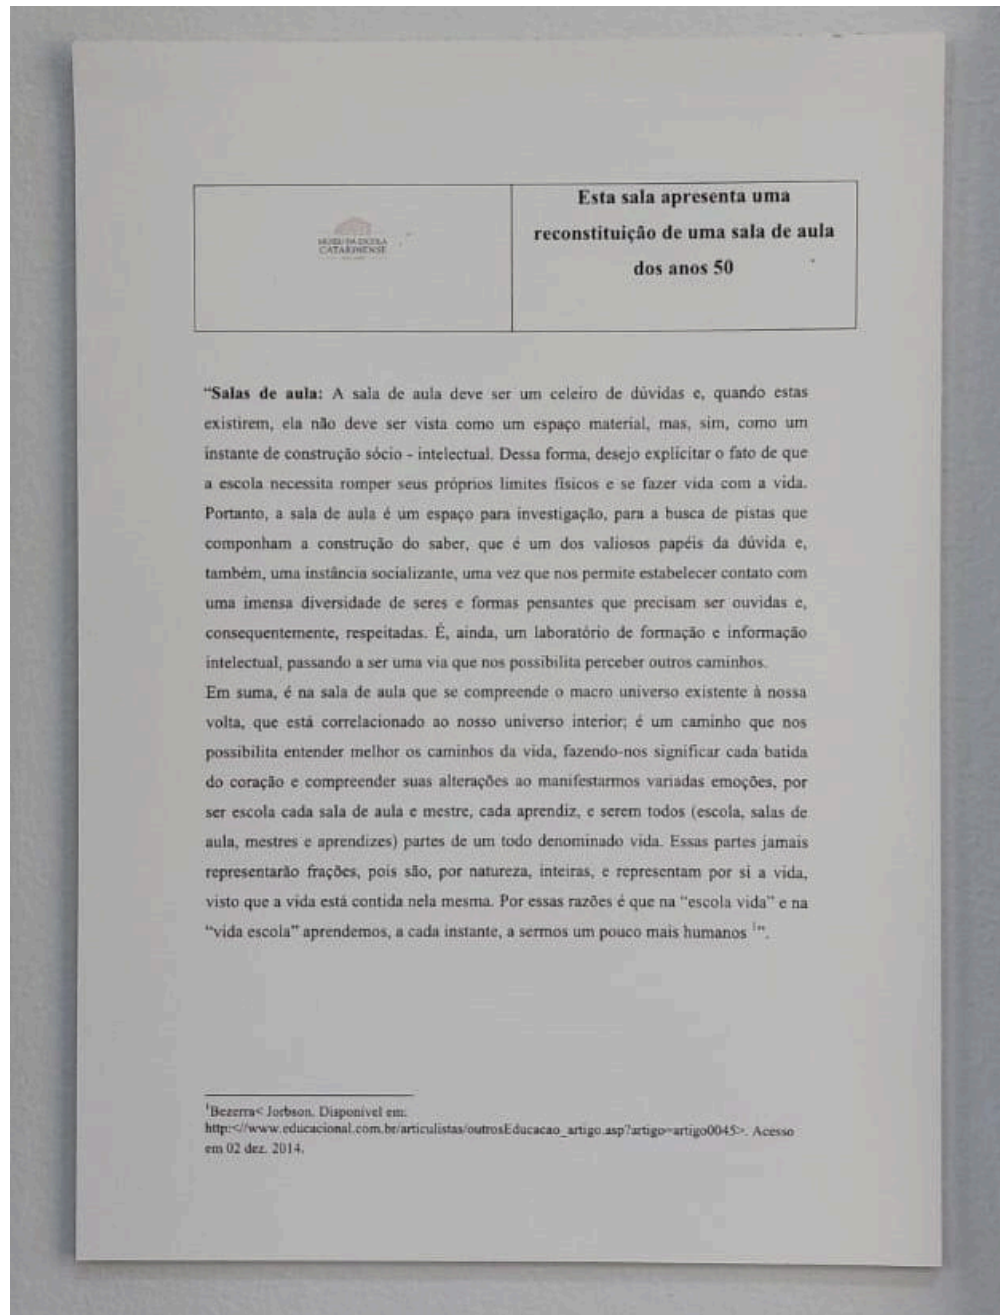 MUSEU DA ESCOLA
CATARINENSE
Esta sala apresenta uma
reconstituição de uma sala de aula
dos anos 50
“Salas de aula: A sala de aula deve ser um celeiro de dúvidas e, quando estas
existirem, ela não deve ser vista como um espaço material, mas, sim, como um
instante de construção sócio - intelectual. Dessa forma, desejo explicitar o fato de que
a escola necessita romper seus próprios limites físicos e se fazer vida com a vida.
Portanto, a sala de aula é um espaço para investigação, para a busca de pistas que
componham a construção do saber, que é um dos valiosos papéis da dúvida e,
também, uma instância socializante, uma vez que nos permite estabelecer contato com
uma imensa diversidade de seres e formas pensantes que precisam ser ouvidas e,
consequentemente, respeitadas. É, ainda, um laboratório de formação e informação
intelectual, passando a ser uma via que nos possibilita perceber outros caminhos.
Em suma, é na sala de aula que se compreende o macro universo existente à nossa
volta, que está correlacionado ao nosso universo interior; é um caminho que nos
possibilita entender melhor os caminhos da vida, fazendo-nos significar cada batida
do coração e compreender suas alterações ao manifestarmos variadas emoções, por
ser escola cada sala de aula e mestre, cada aprendiz, e serem todos (escola, salas de
aula, mestres e aprendizes) partes de um todo denominado vida. Essas partes jamais
representarão frações, pois são, por natureza, inteiras, e representam por si a vida,
visto que a vida está contida nela mesma. Por essas razões é que na “escola vida” e na
“vida escola” aprendemos, a cada instante, a sermos um pouco mais humanos ¹”.
¹Bezerra< Jorbson. Disponível em:
http:<//www.educacional.com.br/articulistas/outrosEducacao_artigo.asp?artigo=artigo0045>. Acesso
em 02 dez. 2014.